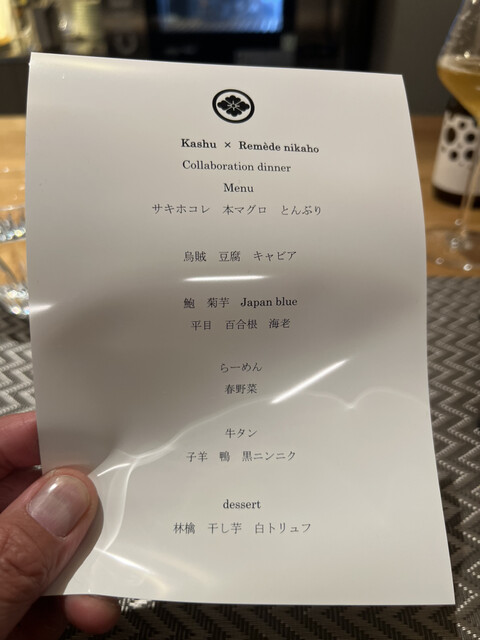 Kashu × Remède nikaho
Collaboration dinner
Menu
サキホコレ　本マグロ　とんぶり
烏賊　豆腐　キャビア
鮑　菊芋　Japan blue
平目　百合根　海老
らーめん
春野菜
牛タン
子羊　鴨　黒ニンニク
dessert
林檎　干し芋　白トリュフ